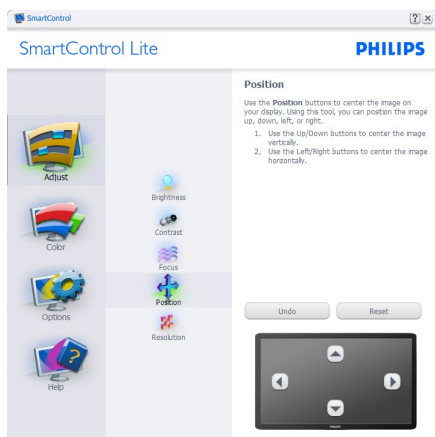 SmartControl
SmartControl Lite
PHILIPS
Adjust
Color
Options
Help
Brightness
Contrast
Focus
Position
Resolution
Position
Use the Position buttons to center the image on
your display. Using this tool, you can position the image
up, down, left, or right.
1. Use the Up/Down buttons to center the image
vertically.
2. Use the Left/Right buttons to center the image
horizontally.
Undo
Reset
PHILIPS